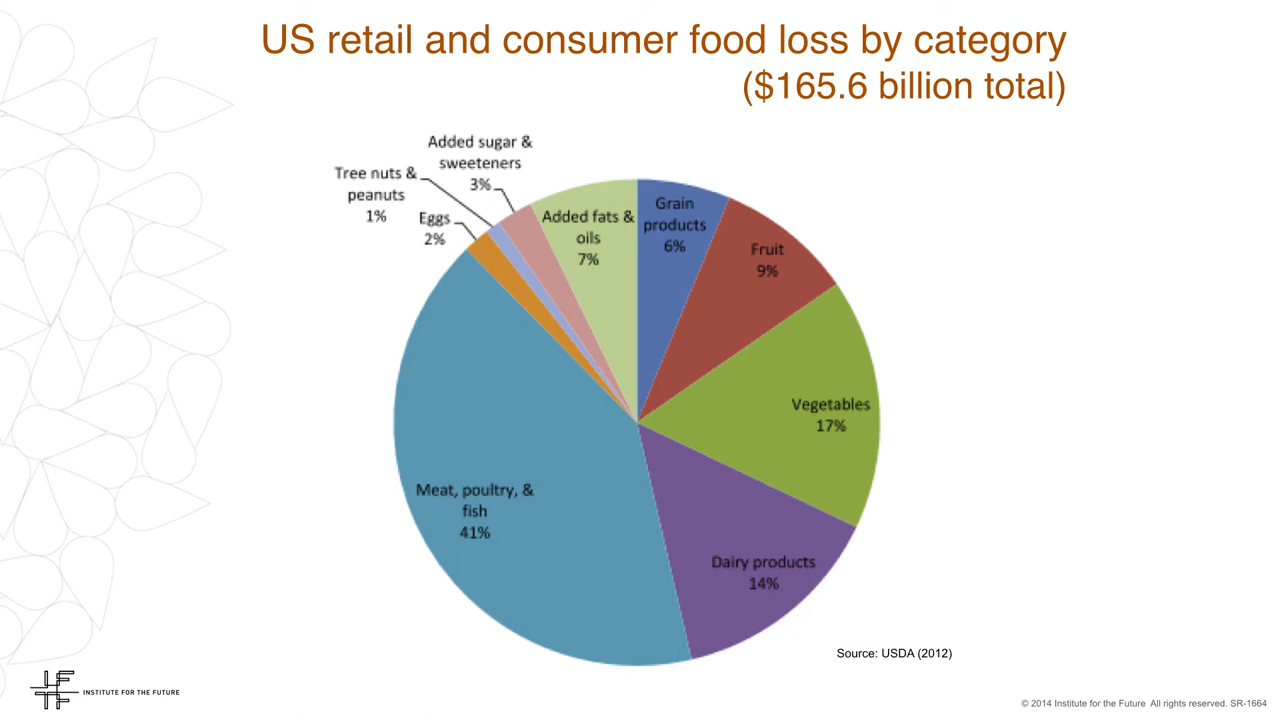 US retail and consumer food loss by category
($165.6 billion total)
Added sugar &
sweeteners
3%
Tree nuts &
peanuts
1%
Eggs
2%
Added fats &
oils
7%
Grain
products
6%
Fruit
9%
Vegetables
17%
Meat, poultry, &
fish
41%
Dairy products
14%
Source: USDA (2012)
INSTITUTE FOR THE FUTURE
© 2014 Institute for the Future All rights reserved. SR-1664